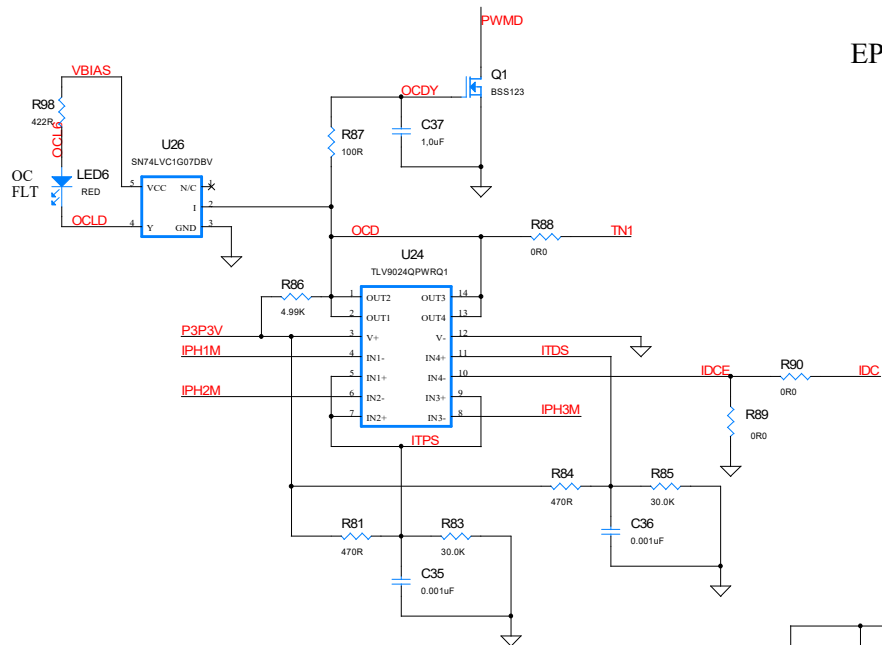 PWMD
EP
VBIAS
OCDY
Q1
BSS123
R98
422R
OCL6
U26
SN74LVC1G07DBV
R87
100R
C37
1,0uF
OC
FLT
LED6
RED
5 VCC N/C 1
I 2
4 Y GND 3
OCLD
OCD
R88
0R0
TN1
U24
TLV9024QPWRQ1
R86
4.99K
1 OUT2 OUT3 14
2 OUT1 OUT4 13
P3P3V
3 V+ V- 12
IPH1M
4 IN1- IN4+ 11
ITDS
5 IN1+ IN4- 10
IDCE
R90
0R0
IDC
IPH2M
6 IN2- IN3+ 9
7 IN2+ IN3- 8
IPH3M
R89
0R0
ITPS
R84
470R
R85
30.0K
R81
470R
R83
30.0K
C36
0.001uF
C35
0.001uF